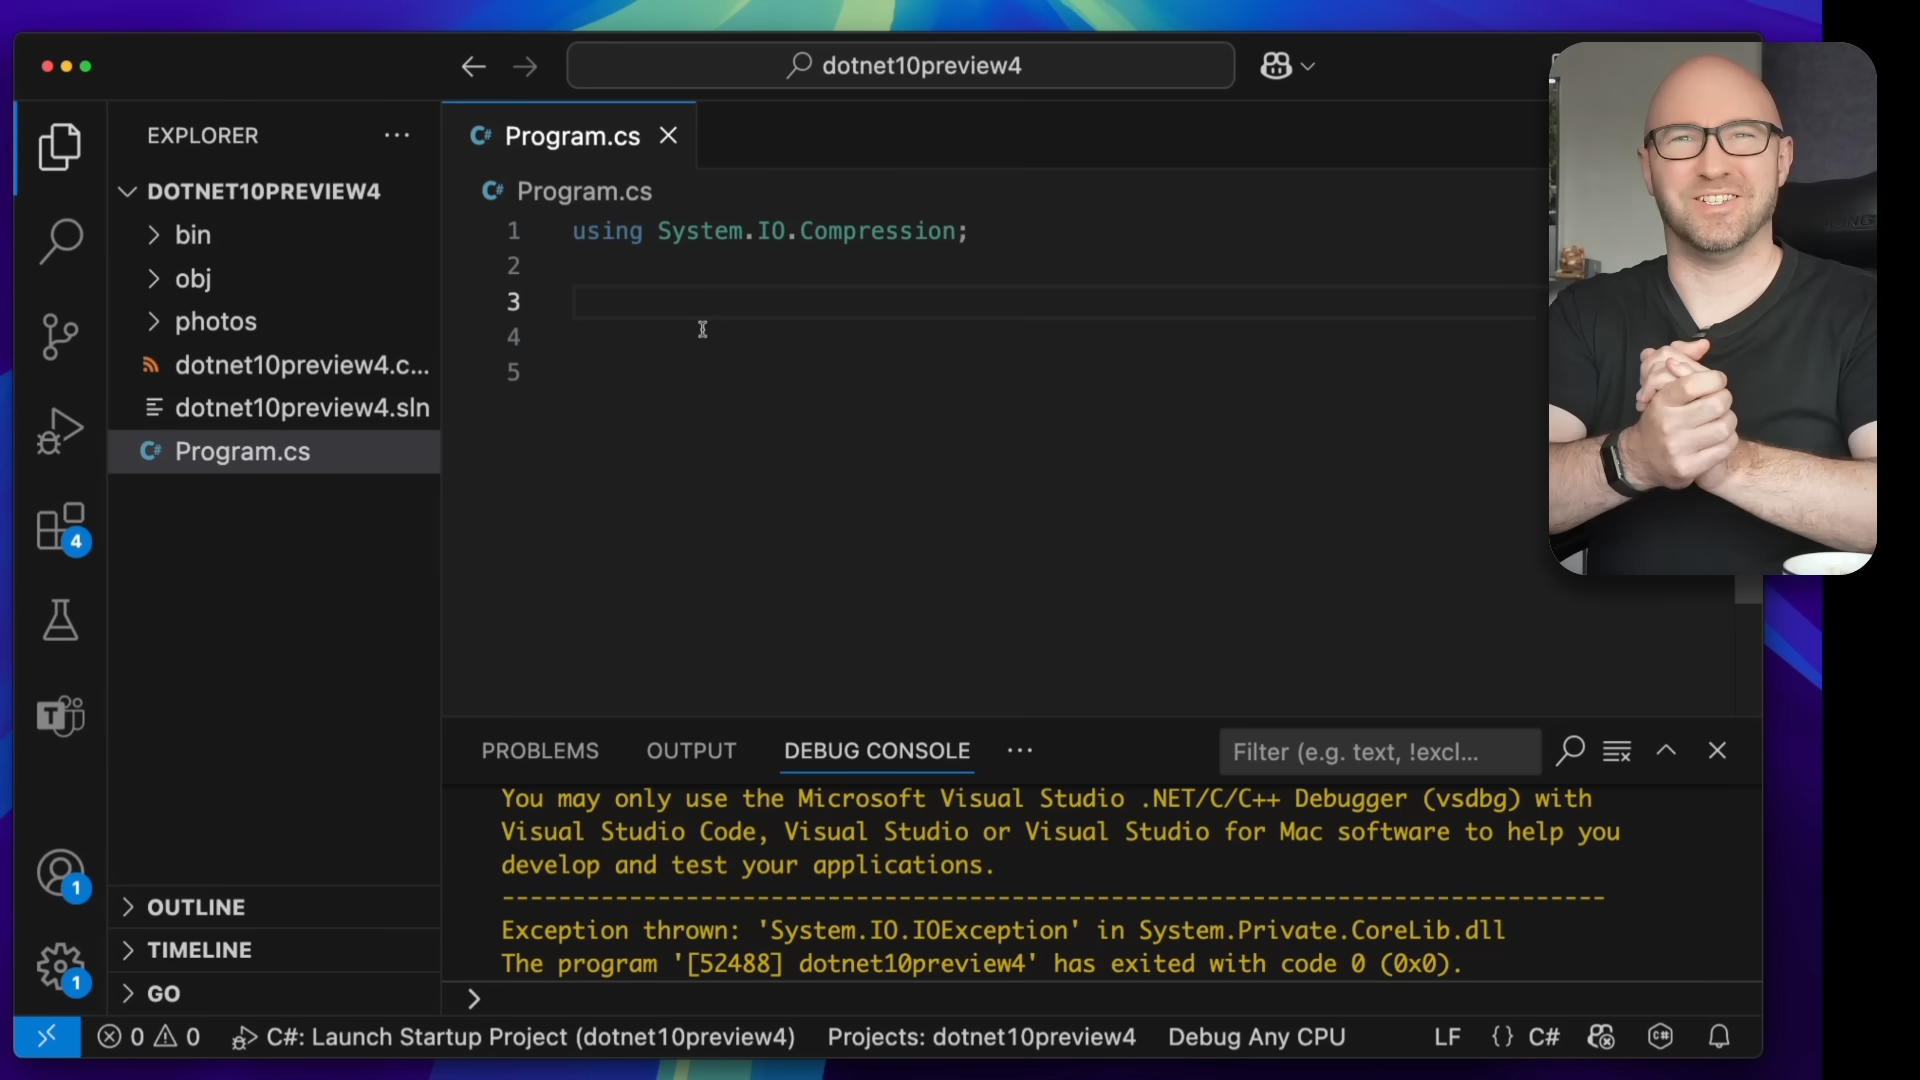 dotnet10preview4
EXPLORER
DOTNET10PREVIEW4
bin
obj
photos
dotnet10preview4.c...
dotnet10preview4.sln
C# Program.cs
C# Program.cs
C# Program.cs
1 using System.IO.Compression;
2
3
4
5
4
T
1
1
OUTLINE
TIMELINE
GO
PROBLEMS OUTPUT DEBUG CONSOLE ... Filter (e.g. text, !excl...
You may only use the Microsoft Visual Studio .NET/C/C++ Debugger (vsdbg) with
Visual Studio Code, Visual Studio or Visual Studio for Mac software to help you
develop and test your applications.
--------------------------------------------------------------------------------
Exception thrown: 'System.IO.IOException' in System.Private.CoreLib.dll
The program '[52488] dotnet10preview4' has exited with code 0 (0x0).
>
0 0 C#: Launch Startup Project (dotnet10preview4) Projects: dotnet10preview4 Debug Any CPU LF {} C# C#